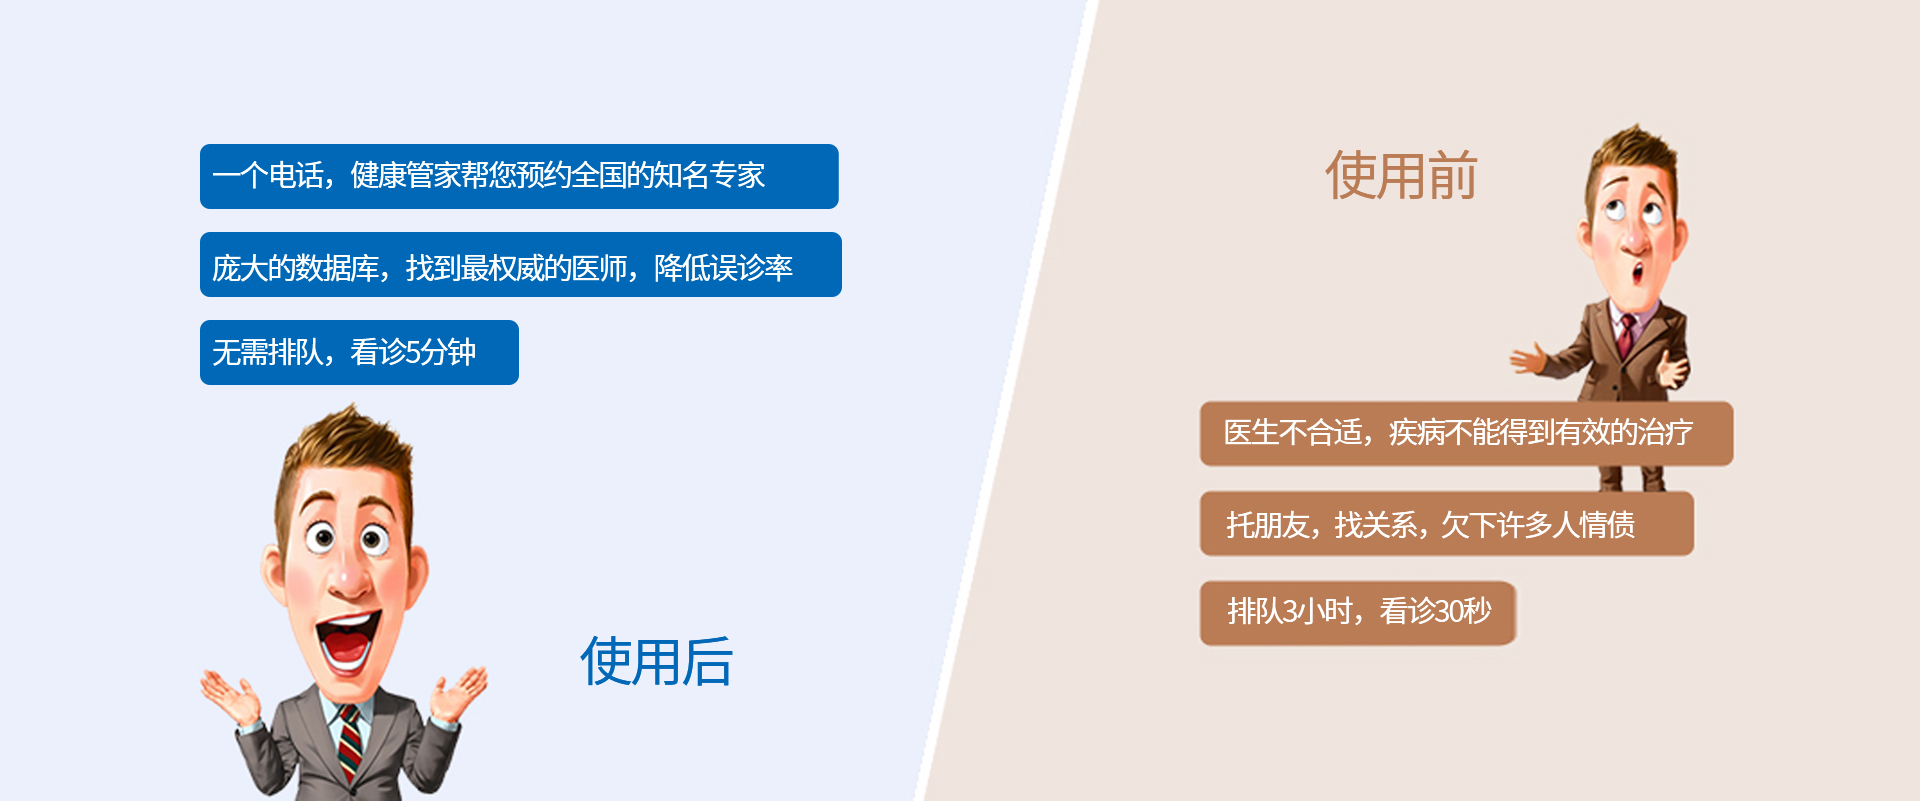 一个电话，健康管家帮您预约全国的知名专家
庞大的数据库，找到最权威的医师，降低误诊率
无需排队，看诊5分钟
使用后
使用前
医生不合适，疾病不能得到有效的治疗
托朋友，找关系，欠下许多人情债
排队3小时，看诊30秒